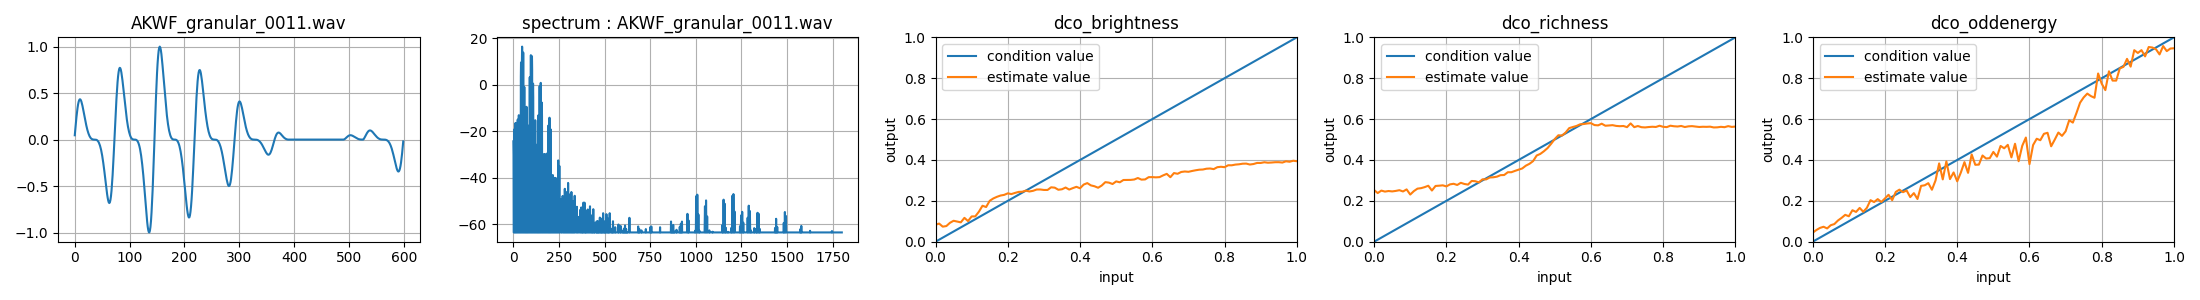 AKWF_granular_0011.wav
1.0
0.5
0.0
−0.5
−1.0
0 100 200 300 400 500 600
spectrum : AKWF_granular_0011.wav
20
0
−20
−40
−60
0 250 500 750 1000 1250 1500 1750
dco_brightness
condition value
estimate value
output
1.0
0.8
0.6
0.4
0.2
0.0
0.0 0.2 0.4 0.6 0.8 1.0
input
dco_richness
condition value
estimate value
output
1.0
0.8
0.6
0.4
0.2
0.0
0.0 0.2 0.4 0.6 0.8 1.0
input
dco_oddenergy
condition value
estimate value
output
1.0
0.8
0.6
0.4
0.2
0.0
0.0 0.2 0.4 0.6 0.8 1.0
input